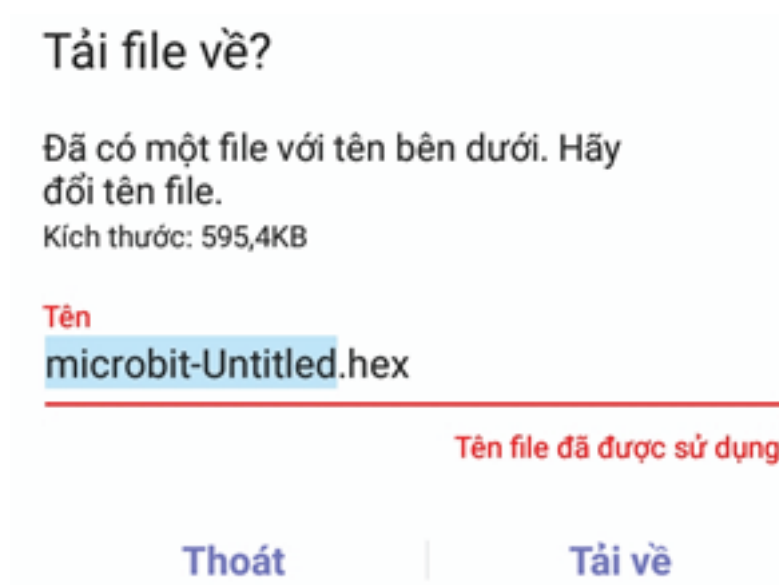 Tải file về?
Đã có một file với tên bên dưới. Hãy
đổi tên file.
Kích thước: 595,4KB
Tên
microbit-Untitled.hex
Tên file đã được sử dụng
Thoát
Tải về